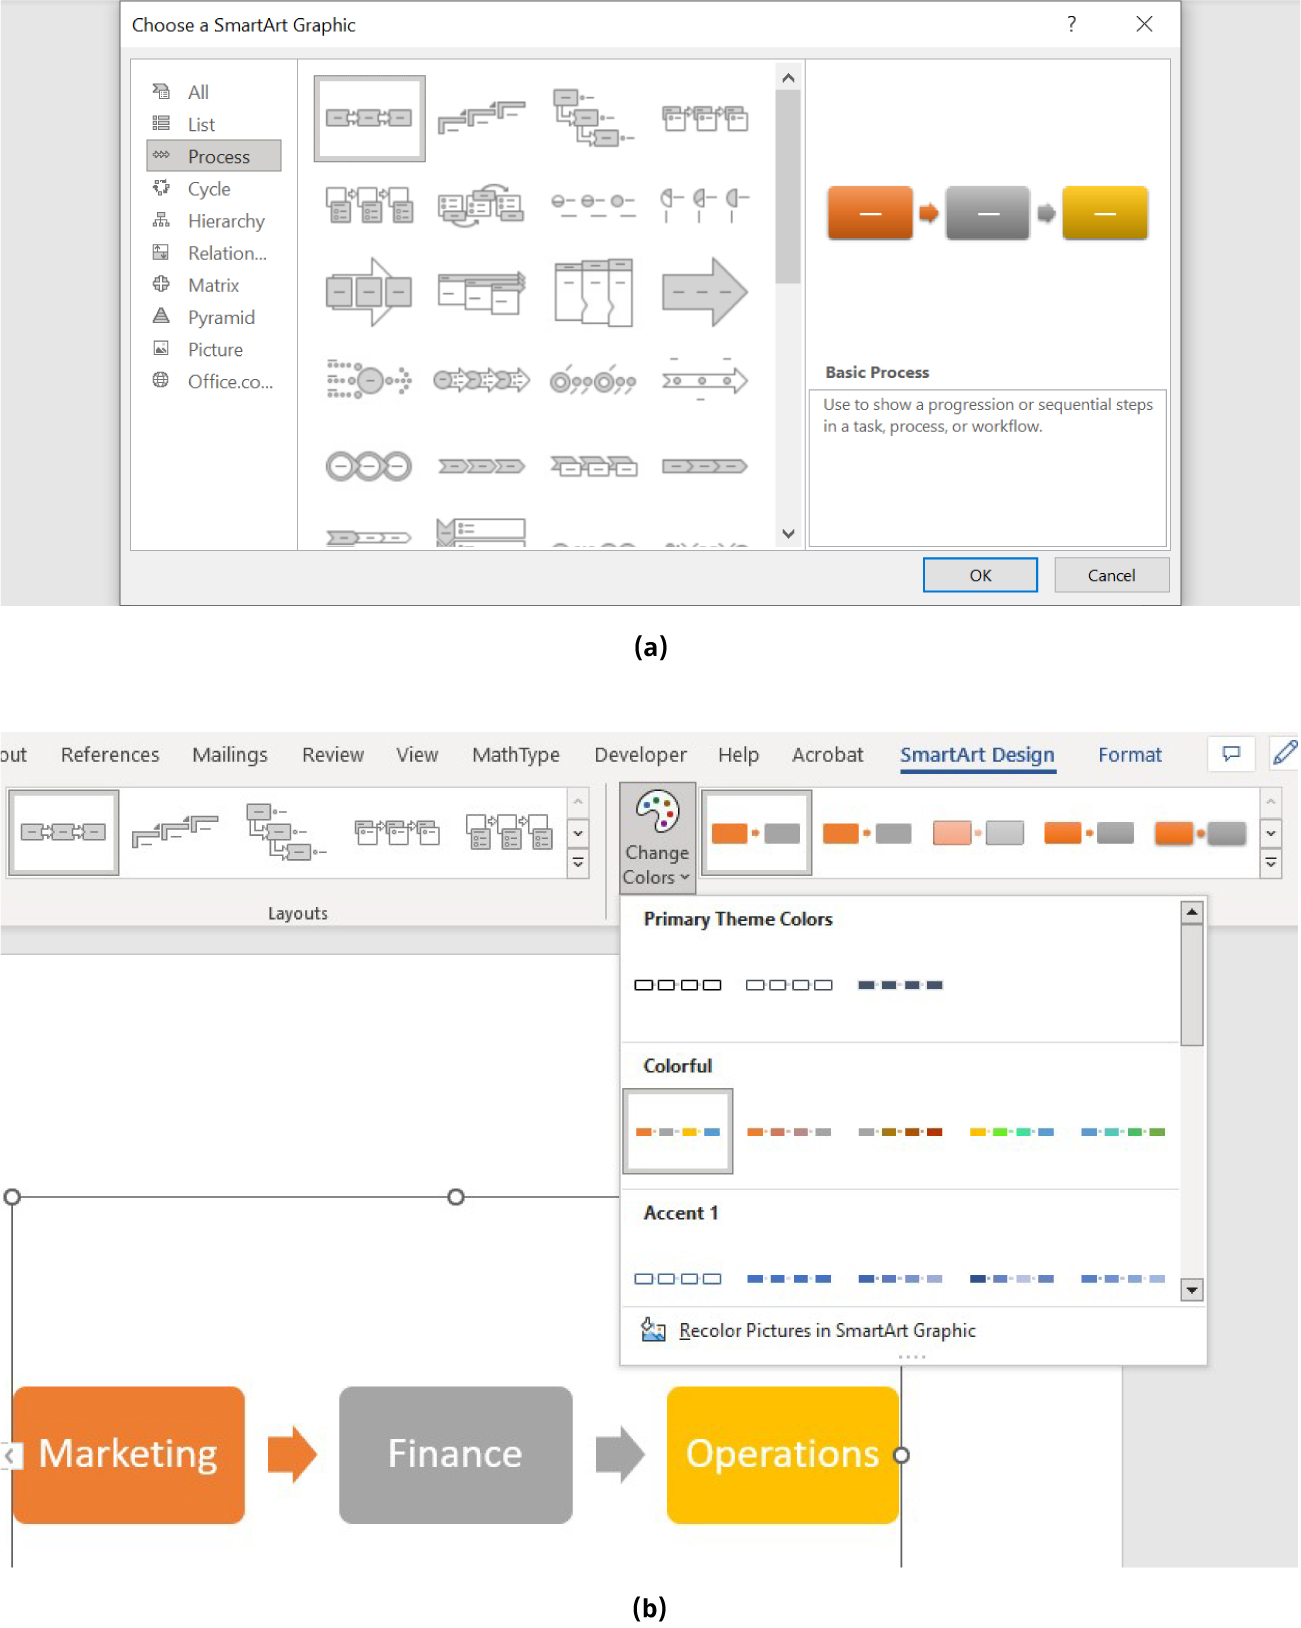 Choose a SmartArt Graphic
?
All
List
Process
Cycle
Hierarchy
Relation...
Matrix
Pyramid
Picture
Office.co...
Basic Process
Use to show a progression or sequential steps
in a task, process, or workflow.
OK
Cancel
(a)
out References Mailings Review View MathType Developer Help Acrobat SmartArt Design Format
Change
Colors
Layouts
Primary Theme Colors
Colorful
Accent 1
Recolor Pictures in SmartArt Graphic
Marketing
Finance
Operations
(b)